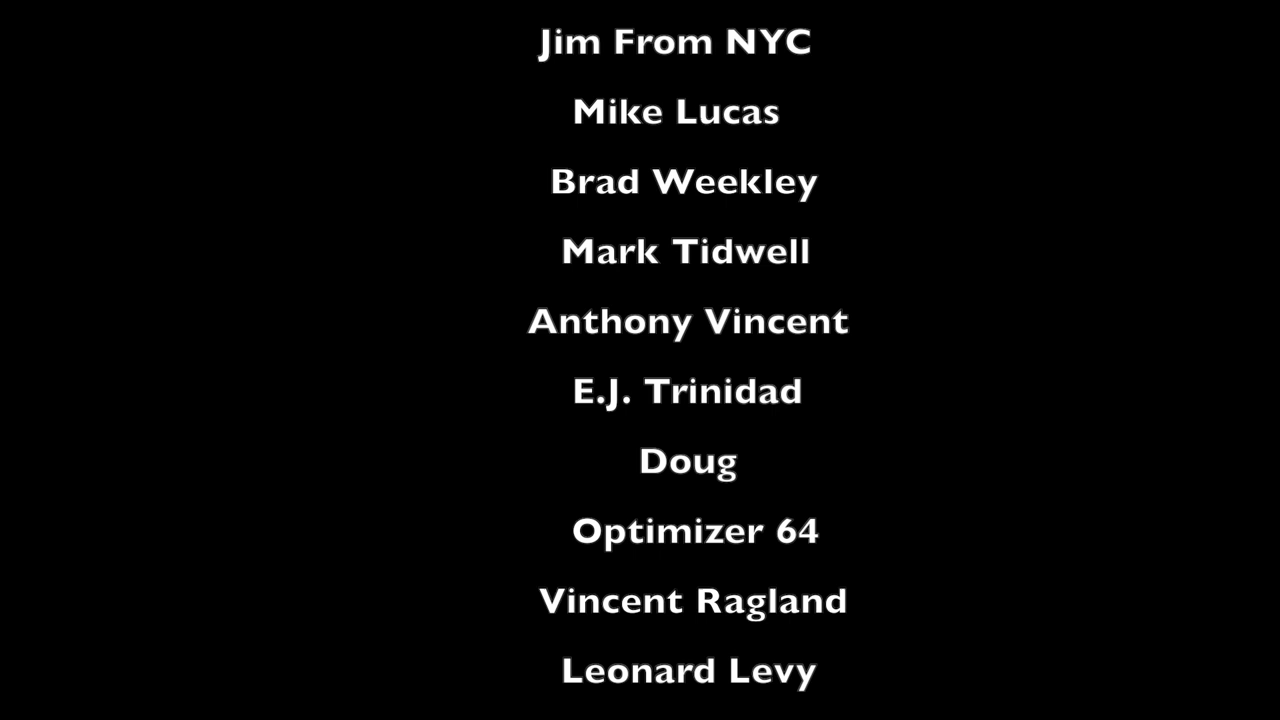 Jim From NYC
Mike Lucas
Brad Weekley
Mark Tidwell
Anthony Vincent
E.J. Trinidad
Doug
Optimizer 64
Vincent Ragland
Leonard Levy